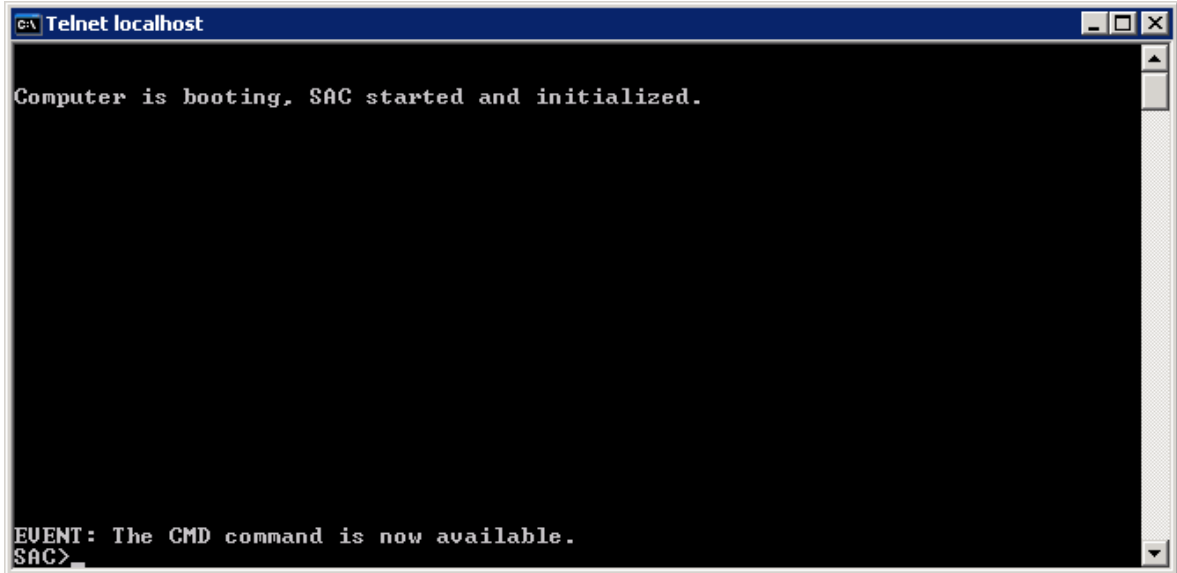 Telnet localhost
Computer is booting, SAC started and initialized.
EVENT: The CMD command is now available.
SAC>_